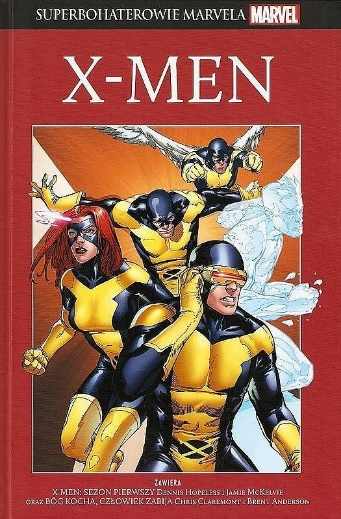 SUPERBOHATEROWIE MARVELA MARVEL
X-MEN
ZAWIERA
X-MEN: SEZON PIERWSZY DENNIS HOPELESS I JAMIE MCKELVIE
ORAZ BÓG KOCHA, CZŁOWIEK ZABIJA CHRIS CLAREMONT I BRENT ANDERSON